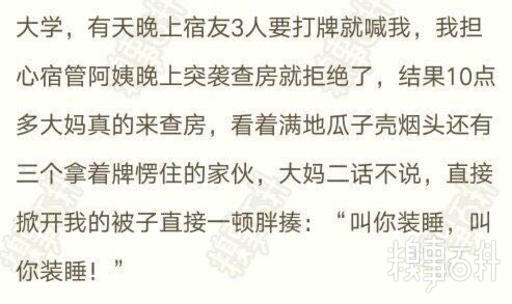 大学，有天晚上宿友3人要打牌就喊我，我担
心宿管阿姨晚上突袭查房就拒绝了，结果10点
多大妈真的来查房，看着满地瓜子壳烟头还有
三个拿着牌愣住的家伙，大妈二话不说，直接
掀开我的被子直接一顿胖揍：“叫你装睡，叫
你装睡！”
糗事百科